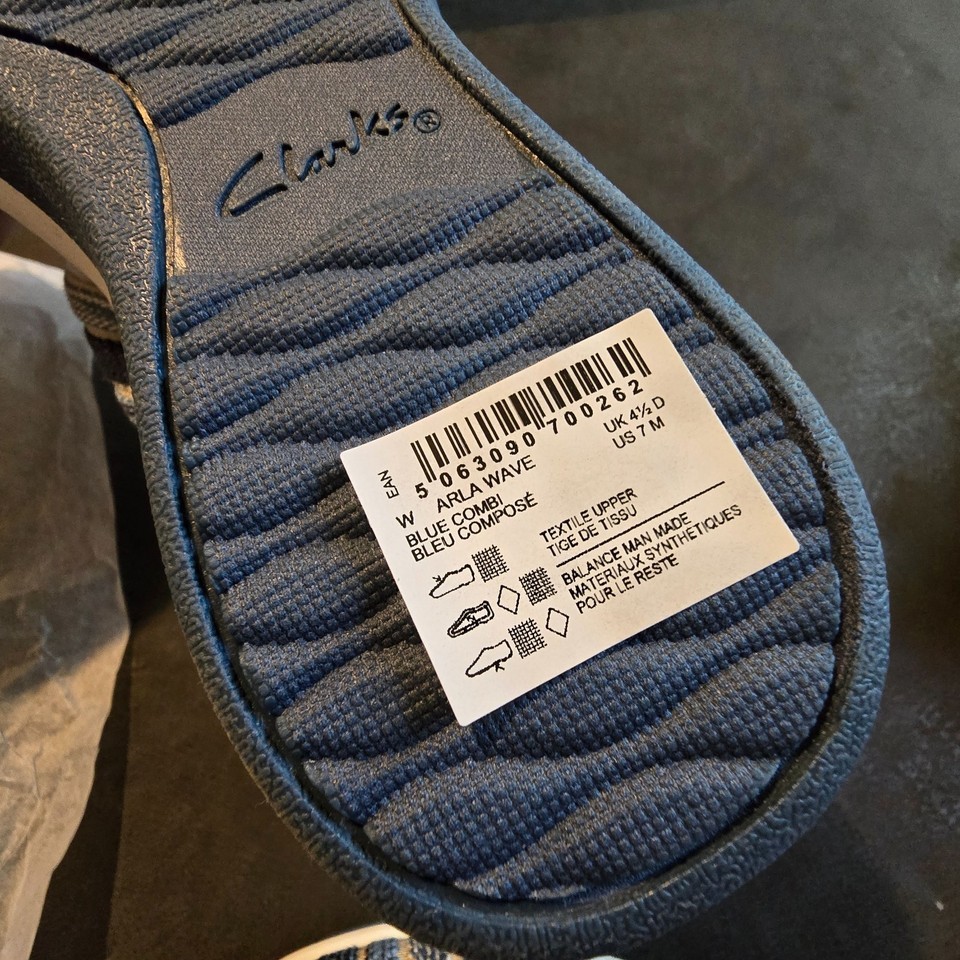 Clarks®
EAN
5 063090 700262
UK 4½ D
US 7 M
W ARLA WAVE
BLUE COMBI
BLEU COMPOSÉ
TEXTILE UPPER
TIGE DE TISSU
BALANCE MAN MADE
MATERIAUX SYNTHETIQUES
POUR LE RESTE